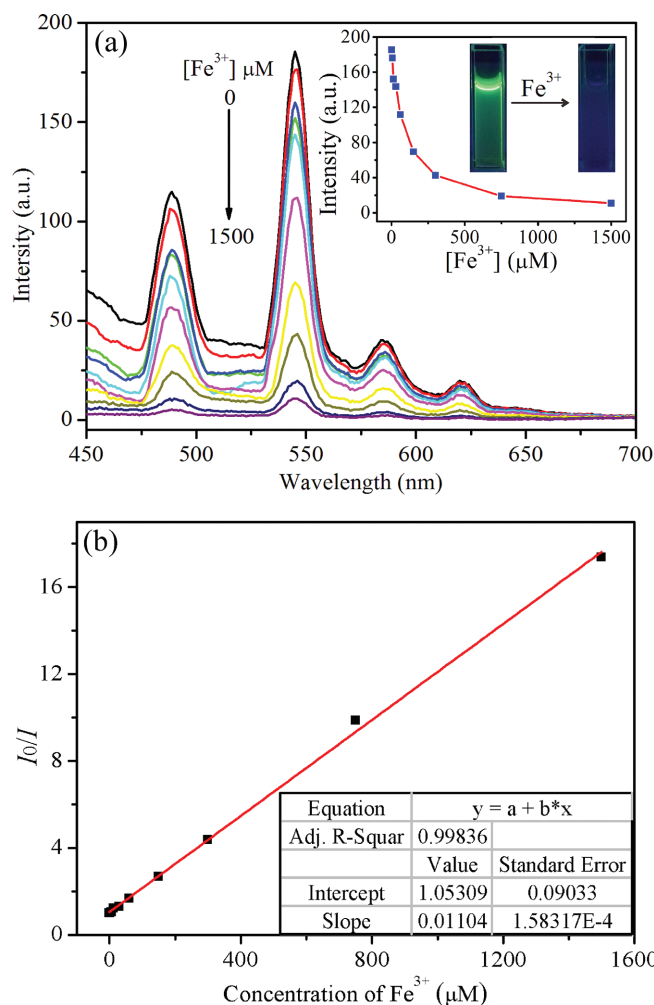 (a)
[Fe3+] μM
0
1500
Intersity (a.u.)
200
150
100
50
0
450 500 550 600 650 700
Wavelength (nm)
Intensity (a.u.)
200
160
120
80
40
0
0 500 1000 1500
[Fe3+] (μM)
Fe3+
(b)
I0/I
16
12
8
4
0
0 400 800 1200 1600
Concentration of Fe3+ (μM)
Equation y = a + b*x
Adj. R-Squar 0.99836
Value Standard Error
Intercept 1.05309 0.09033
Slope 0.01104 1.58317E-4